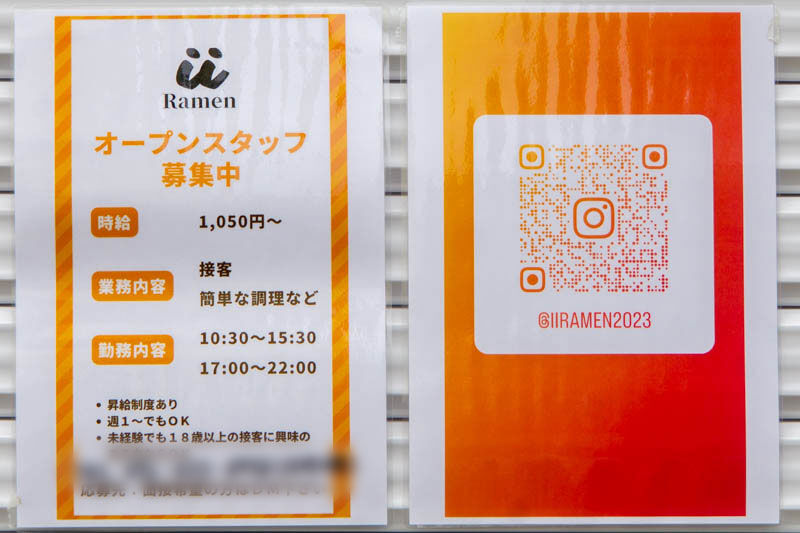 ii
Ramen
オープンスタッフ
募集中
時給
1,050円〜
業務内容
接客
簡単な調理など
勤務内容
10:30〜15:30
17:00〜22:00
• 昇給制度あり
• 週１〜でもＯＫ
• 未経験でも１８歳以上の接客に興味の
@IIRAMEN2023